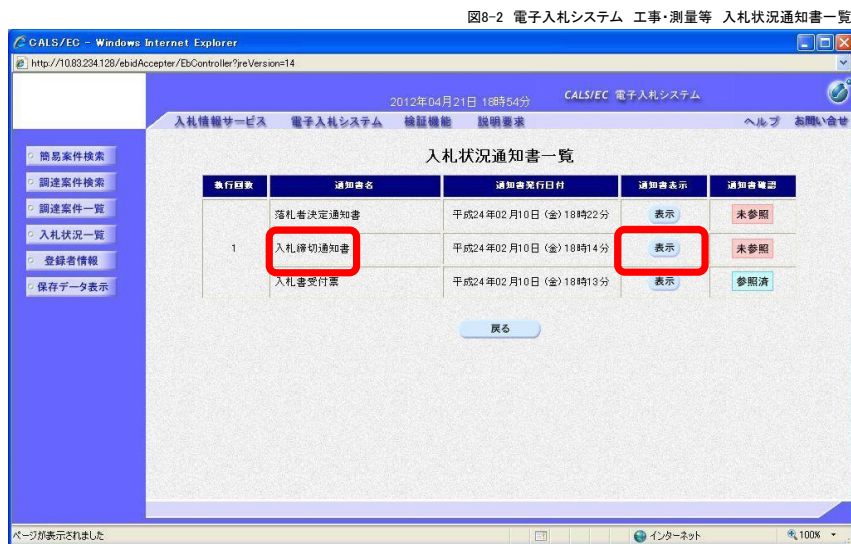 図8-2 電子入札システム 工事・測量等 入札状況通知書一覧
CALS/EC - Windows Internet Explorer
http://10.83.234.128/ebidAccepter/EbController?jreVersion=14
2012年04月21日 18時54分 CALS/EC 電子入札システム
入札情報サービス 電子入札システム 検証機能 説明要求 ヘルプ お問い合せ
簡易案件検索
調達案件検索
調達案件一覧
入札状況一覧
登録者情報
保存データ表示
入札状況通知書一覧
執行回数 通知書名 通知書発行日付 通知書表示 通知書確認
落札者決定通知書 平成24年02月10日 (金) 18時22分 表示 未参照
1 入札締切通知書 平成24年02月10日 (金) 18時14分 表示 未参照
入札書受付票 平成24年02月10日 (金) 18時13分 表示 参照済
戻る
ページが表示されました インターネット 100%